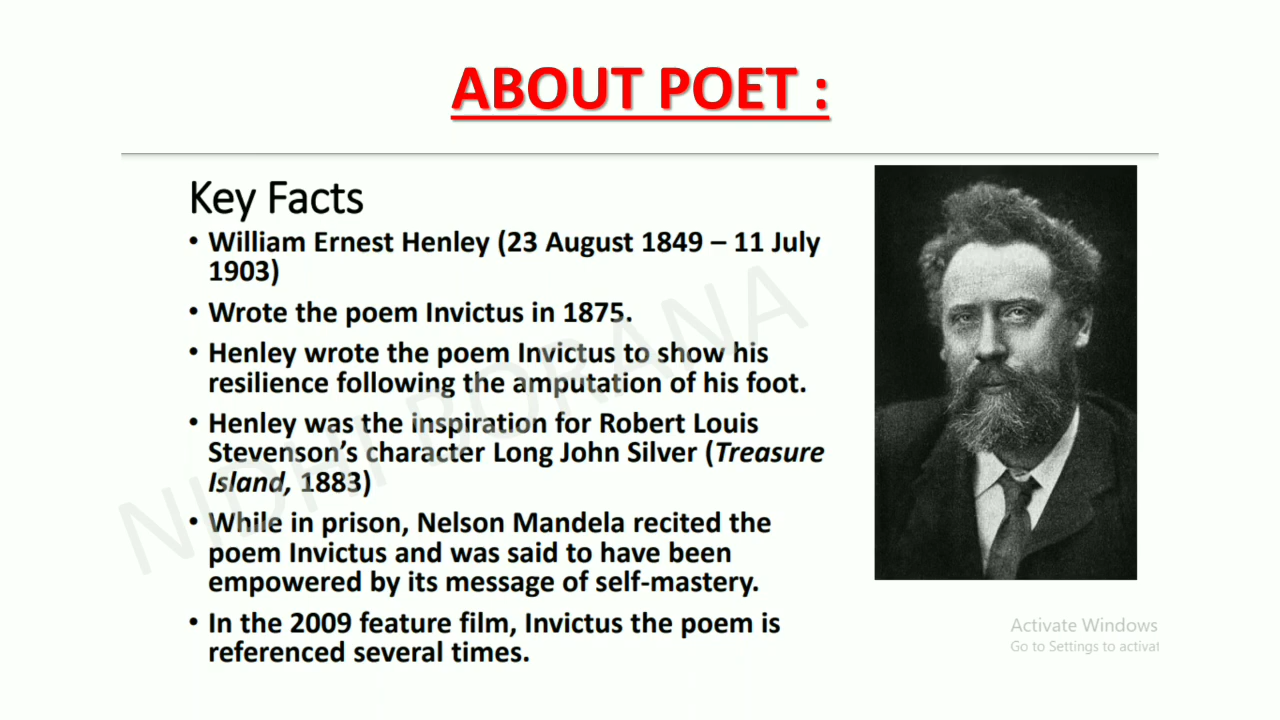 ABOUT POET :
Key Facts
• William Ernest Henley (23 August 1849 – 11 July
1903)
• Wrote the poem Invictus in 1875.
• Henley wrote the poem Invictus to show his
resilience following the amputation of his foot.
• Henley was the inspiration for Robert Louis
Stevenson’s character Long John Silver (Treasure
Island, 1883)
• While in prison, Nelson Mandela recited the
poem Invictus and was said to have been
empowered by its message of self-mastery.
• In the 2009 feature film, Invictus the poem is
referenced several times.
NIDHI BORANA
Activate Windows
Go to Settings to activat